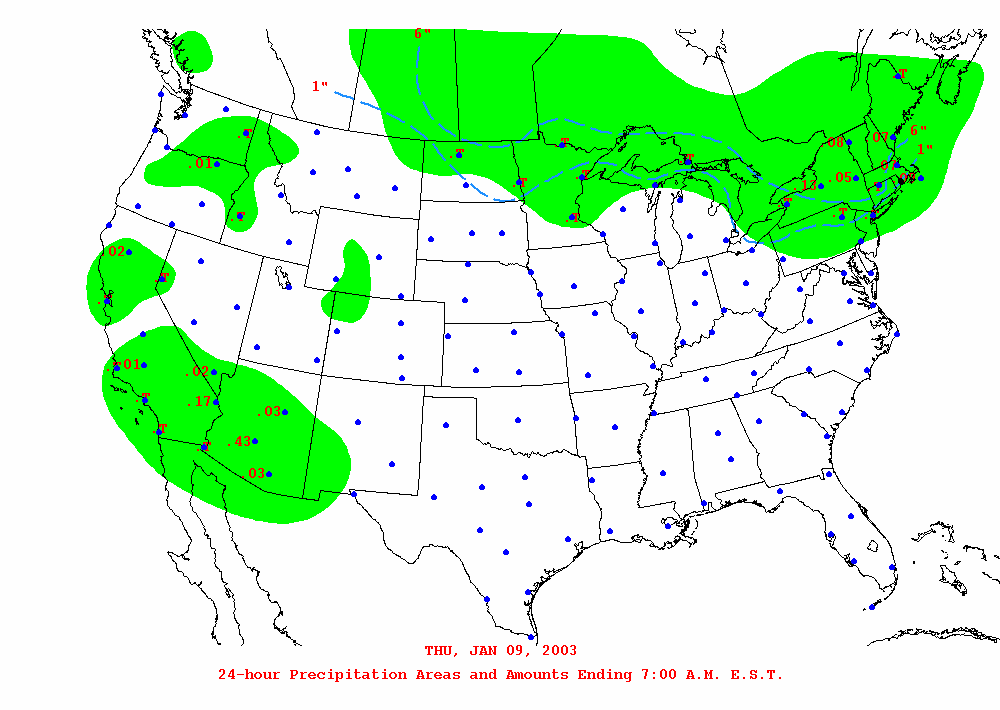 6"
1"
.T
6"
.08
.07
1"
.T
.T
.01
.T
.T
.07
.T
.13
.05
.T
.T
.T
.T
.02
.T
.T
.01
.02
.T
.17
.03
.T
.43
.T
.03
THU, JAN 09, 2003
24-hour Precipitation Areas and Amounts Ending 7:00 A.M. E.S.T.